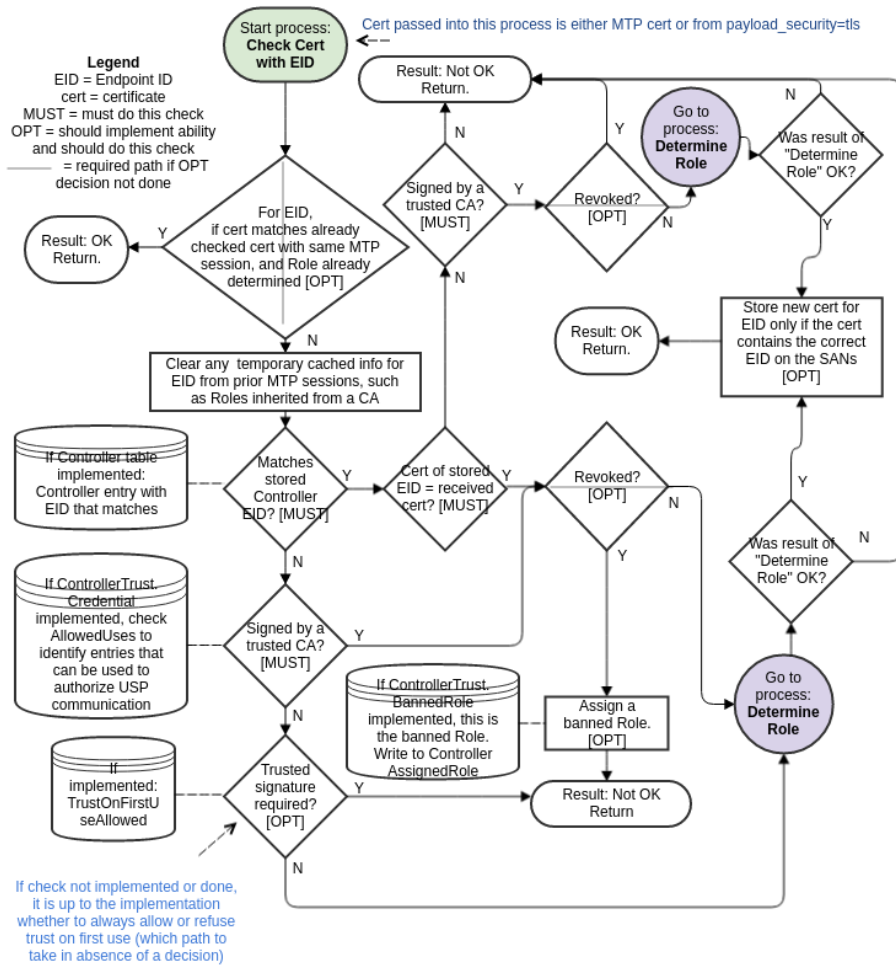 Start process:
Check Cert
with EID
Cert passed into this process is either MTP cert or from payload_security=tls
Legend
EID = Endpoint ID
cert = certificate
MUST = must do this check
OPT = should implement ability
and should do this check
= required path if OPT
decision not done
Result: Not OK
Return.
Go to
process:
Determine
Role
N
Was result of
"Determine
Role" OK?
Y
N
Signed by a
trusted CA?
[MUST]
Y
Revoked?
[OPT]
N
Y
For EID,
if cert matches already
checked cert with same MTP
session, and Role already
determined [OPT]
Y
Result: OK
Return.
N
N
Store new cert for
EID only if the cert
contains the correct
EID on the SANs
[OPT]
Result: OK
Return.
Clear any temporary cached info for
EID from prior MTP sessions, such
as Roles inherited from a CA
If Controller table
implemented:
Controller entry with
EID that matches
Matches
stored
Controller
EID? [MUST]
Y
Cert of stored
EID = received
cert? [MUST]
Y
Revoked?
[OPT]
N
Y
Y
Was result of
"Determine
Role" OK?
N
N
If ControllerTrust.
Credential
implemented, check
AllowedUses to
identify entries that
can be used to
authorize USP
communication
Signed by a
trusted CA?
[MUST]
Y
N
If ControllerTrust.
BannedRole
implemented, this is
the banned Role.
Write to Controller
AssignedRole
Assign a
banned Role.
[OPT]
Go to
process:
Determine
Role
If
implemented:
TrustOnFirstU
seAllowed
Trusted
signature
required?
[OPT]
Y
Result: Not OK
Return
N
If check not implemented or done,
it is up to the implementation
whether to always allow or refuse
trust on first use (which path to
take in absence of a decision)